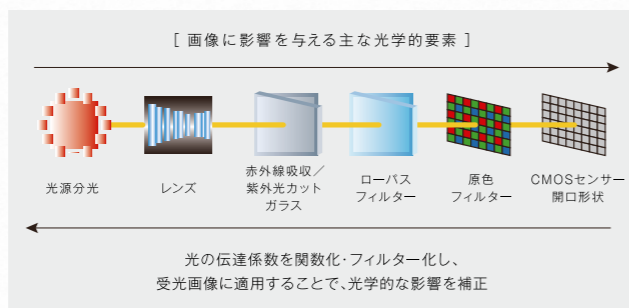 [ 画像に影響を与える主な光学的要素 ]
光源分光
レンズ
赤外線吸収／
紫外光カット
ガラス
ローパス
フィルター
原色
フィルター
CMOSセンサー
開口形状
光の伝達係数を関数化・フィルター化し、
受光画像に適用することで、光学的な影響を補正